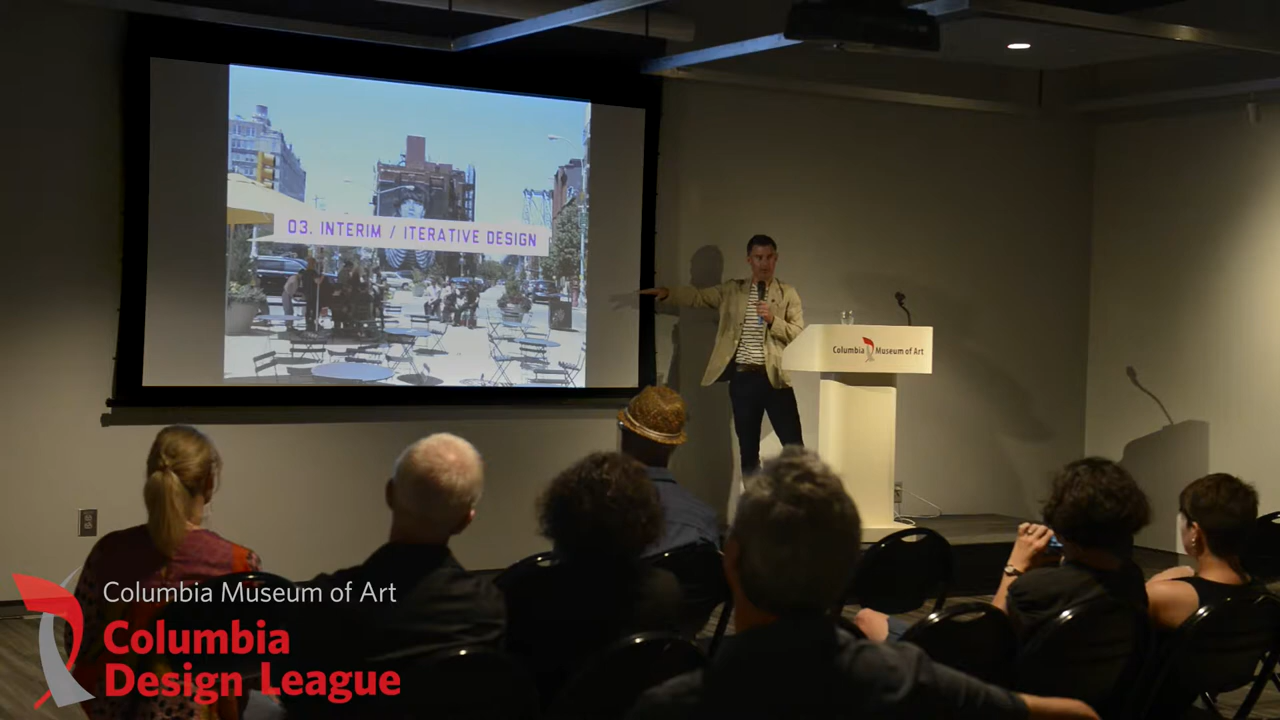 03. INTERIM / ITERATIVE DESIGN
Columbia Museum of Art
Columbia Museum of Art
Columbia
Design League